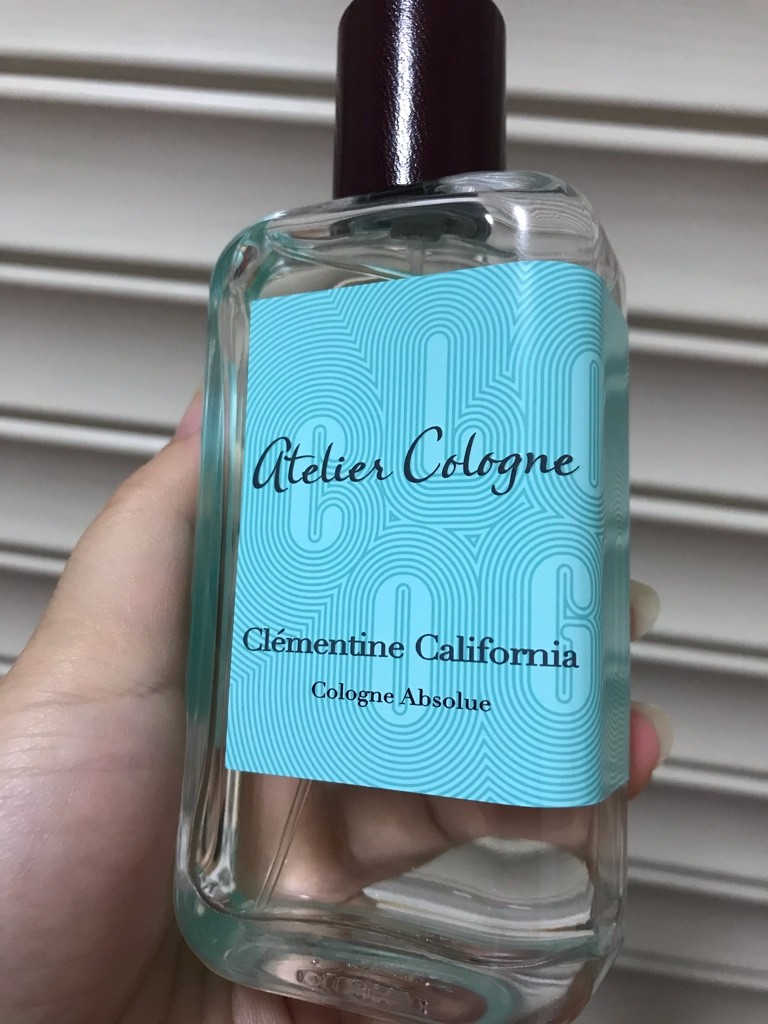 Atelier Cologne
Clémentine California
Cologne Absolue